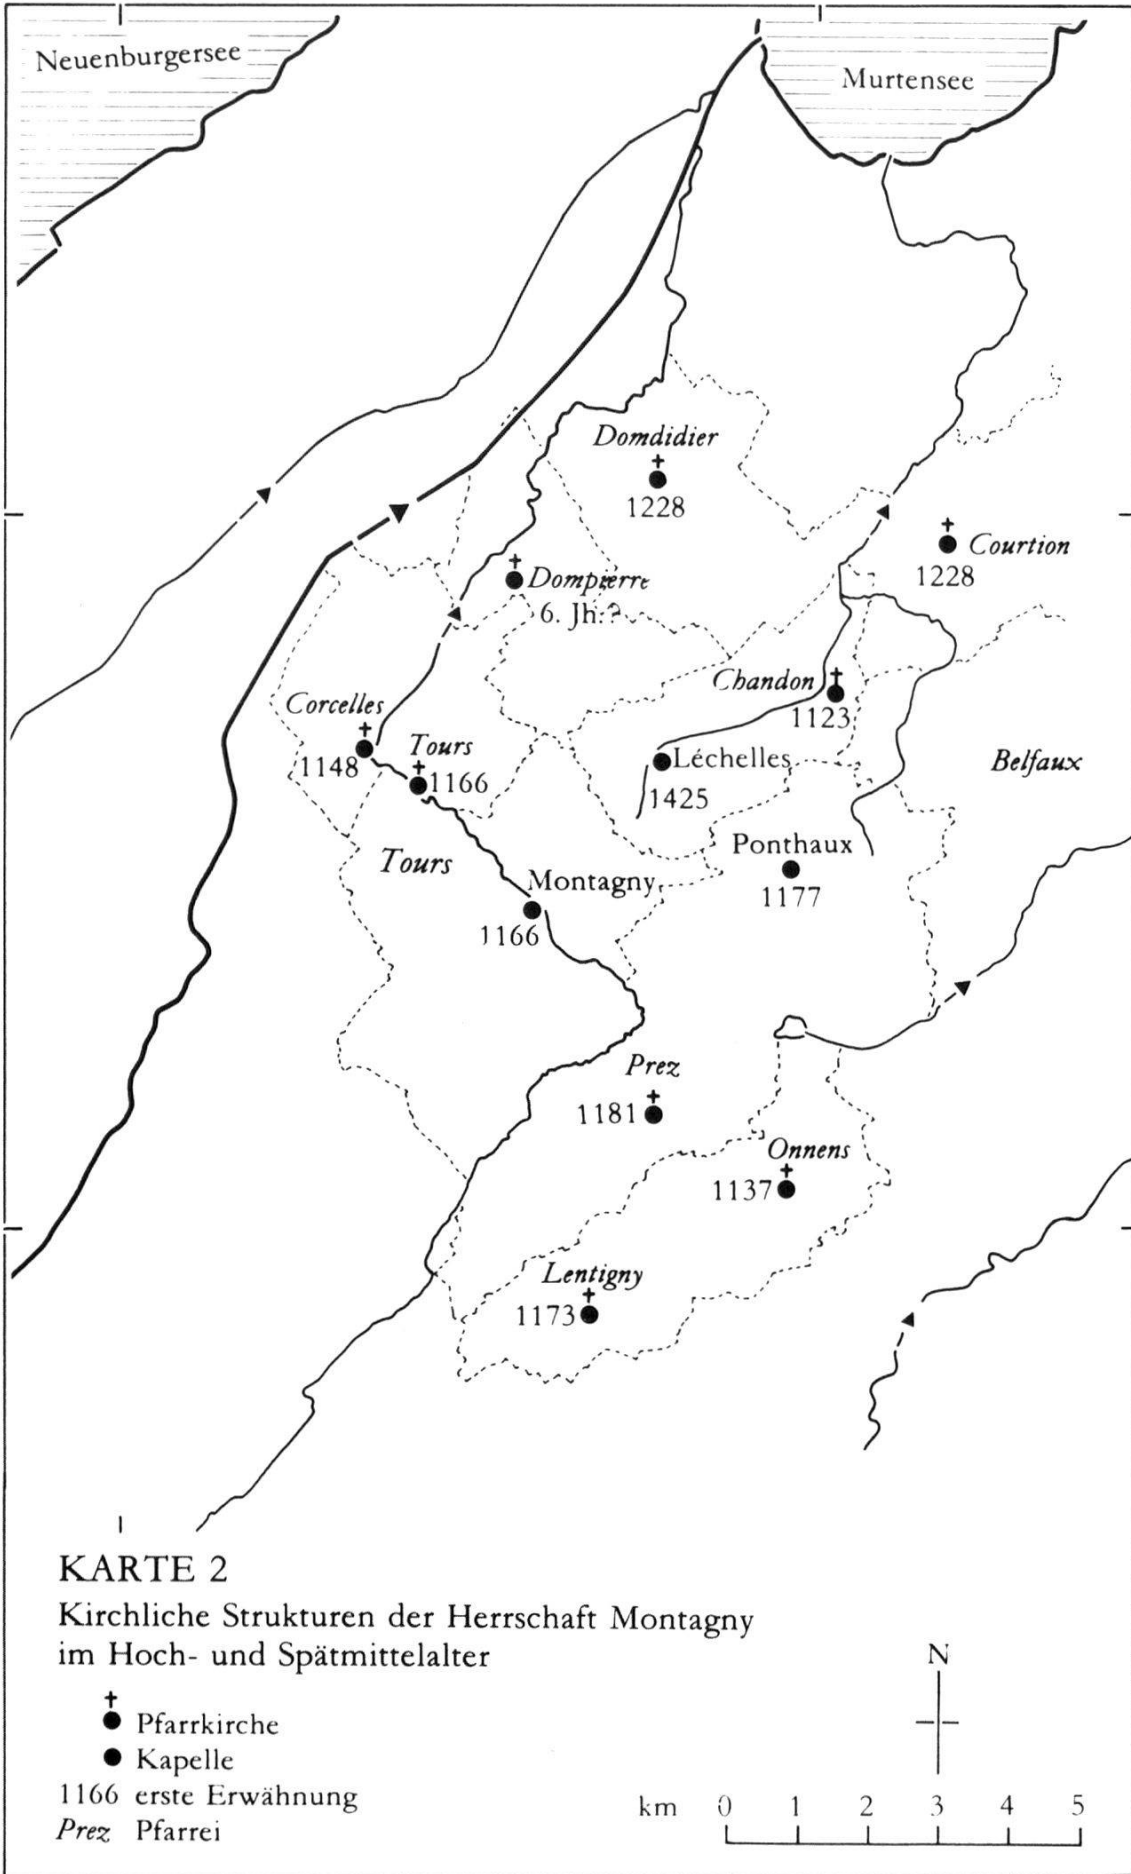 Neuenburgersee
Murtensee
Domdidier
1228
Courtion
1228
Dompierre
6. Jh.?
Chandon
1123
Corcelles
1148
Tours
1166
Léchelles
1425
Belfaux
Tours
Ponthaux
1177
Montagny
1166
Prez
1181
Onnens
1137
Lentigny
1173
KARTE 2
Kirchliche Strukturen der Herrschaft Montagny
im Hoch- und Spätmittelalter
Pfarrkirche
Kapelle
1166 erste Erwähnung
Prez Pfarrei
N
km 0 1 2 3 4 5